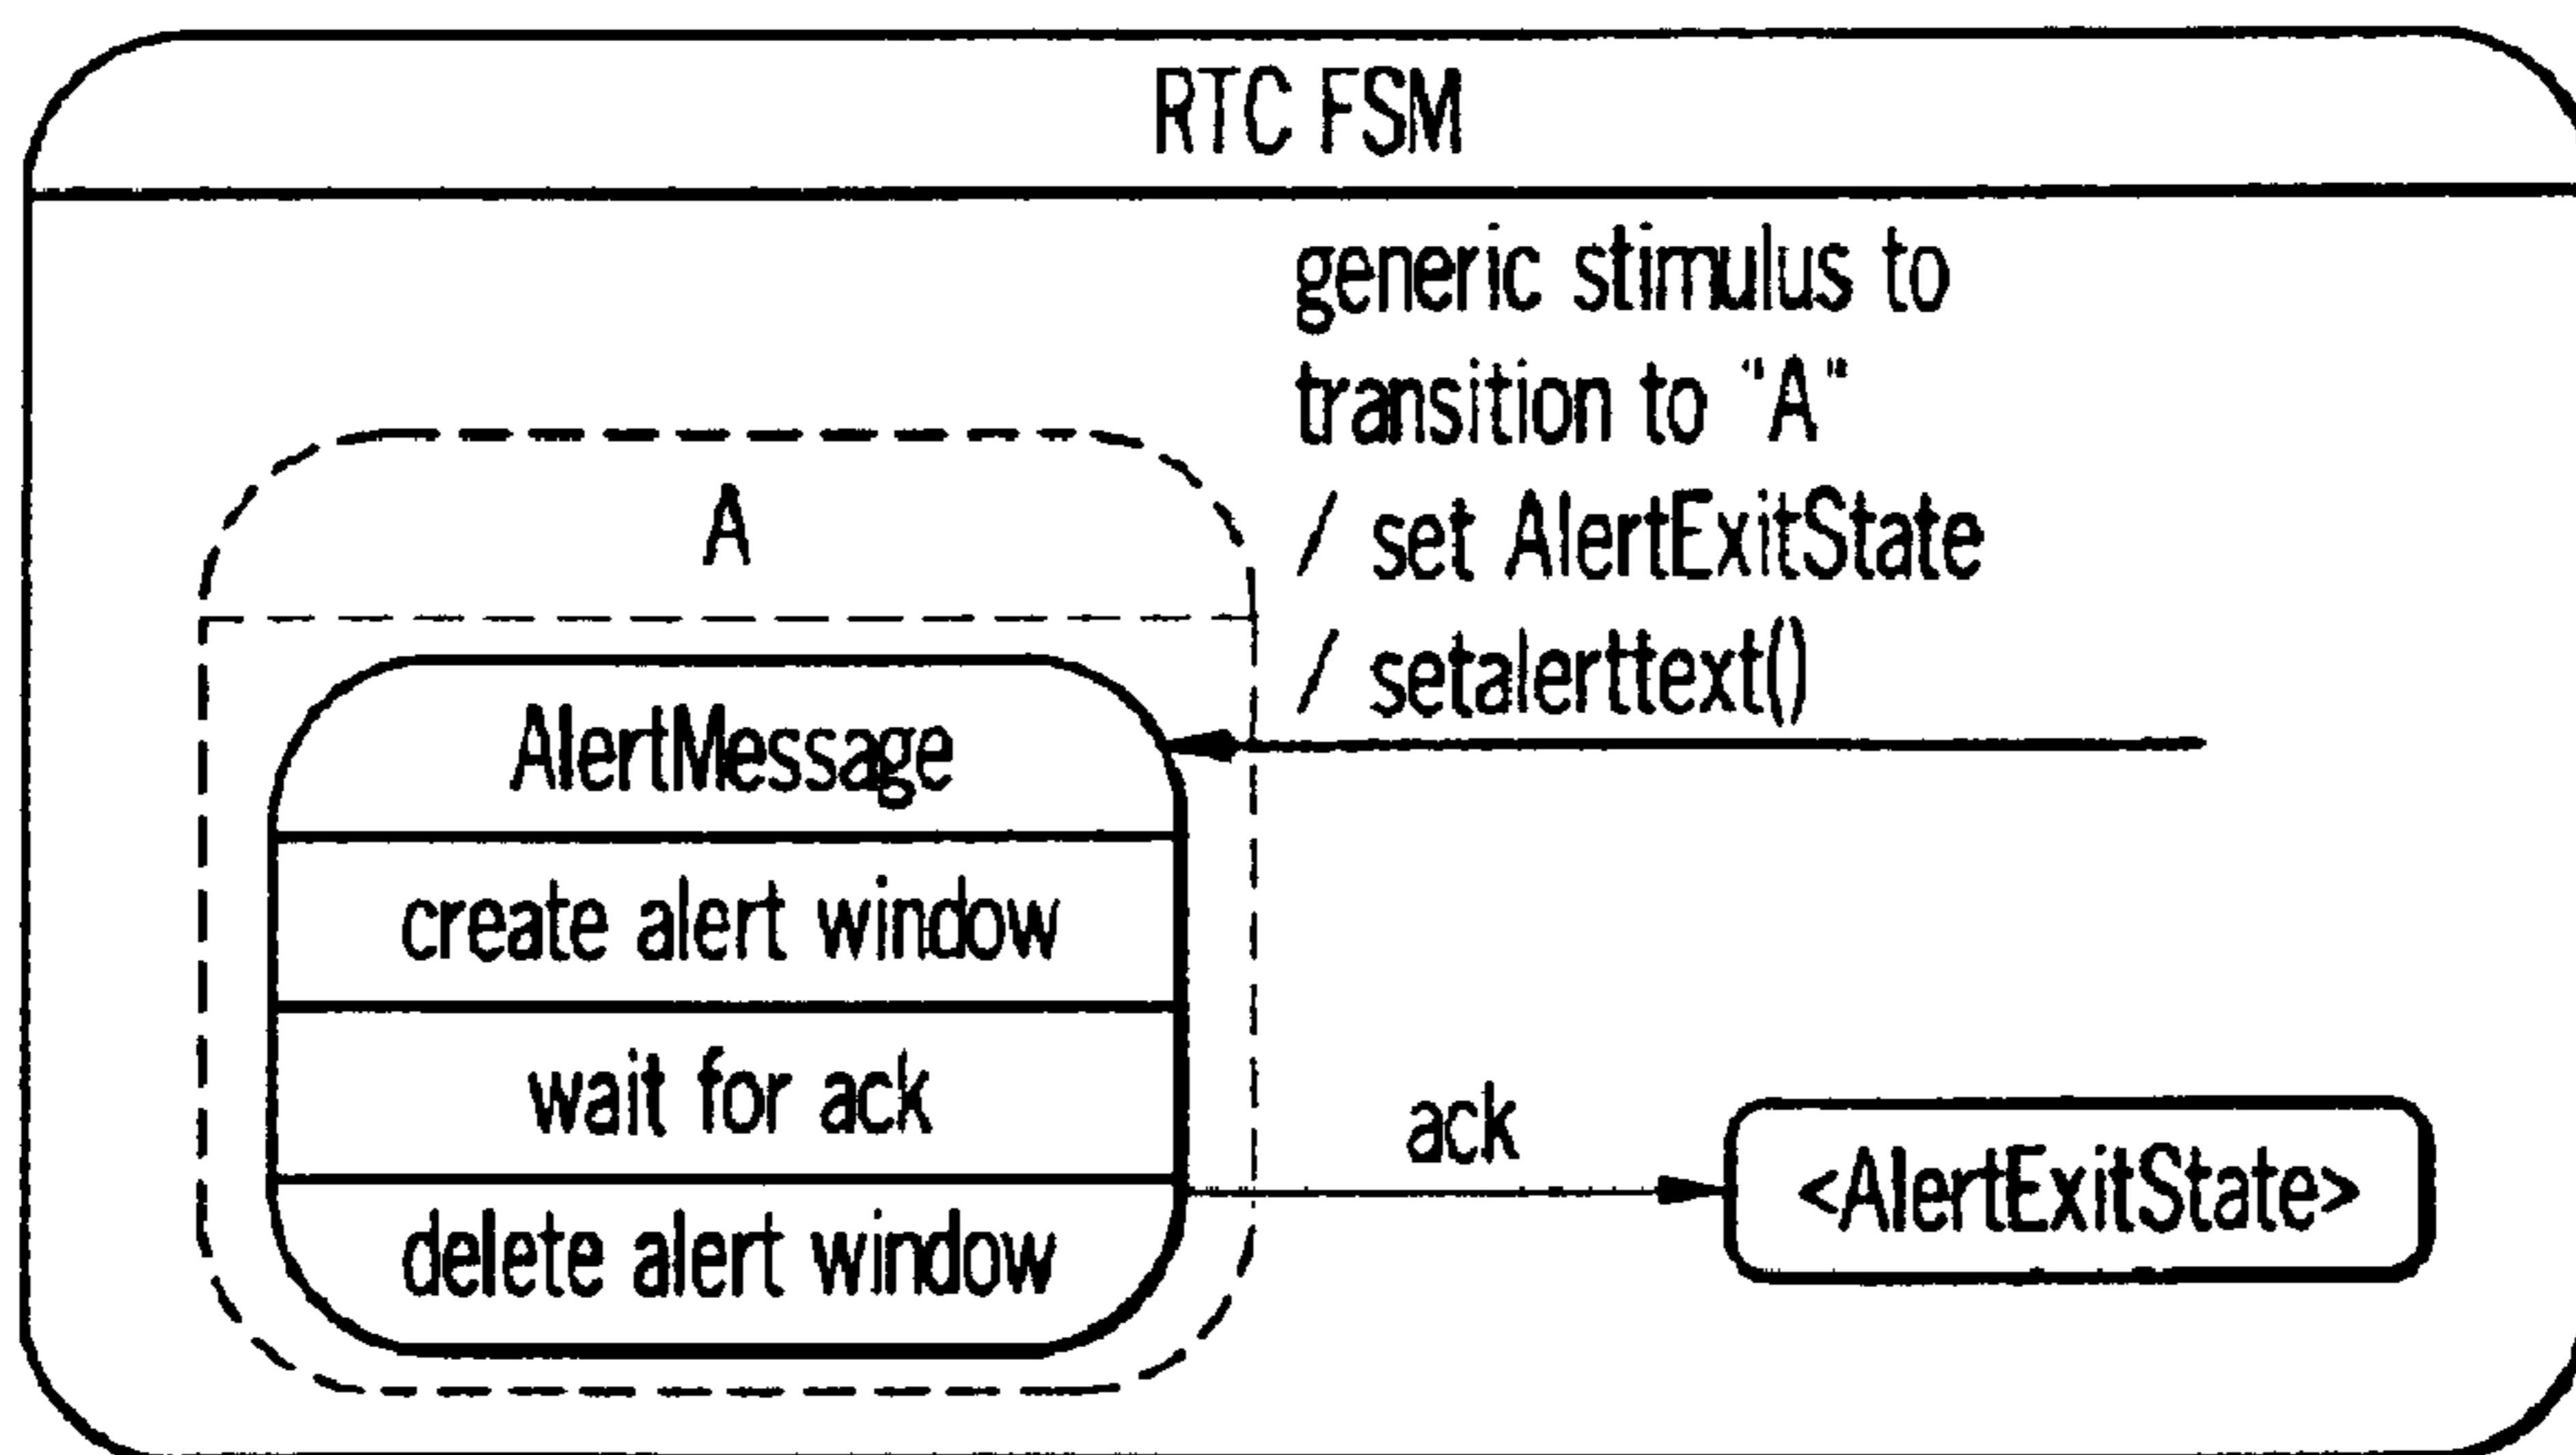 RTC FSM
generic stimulus to
transition to "A"
/ set AlertExitState
/ setalerttext()
A
AlertMessage
create alert window
wait for ack
delete alert window
ack
<AlertExitState>